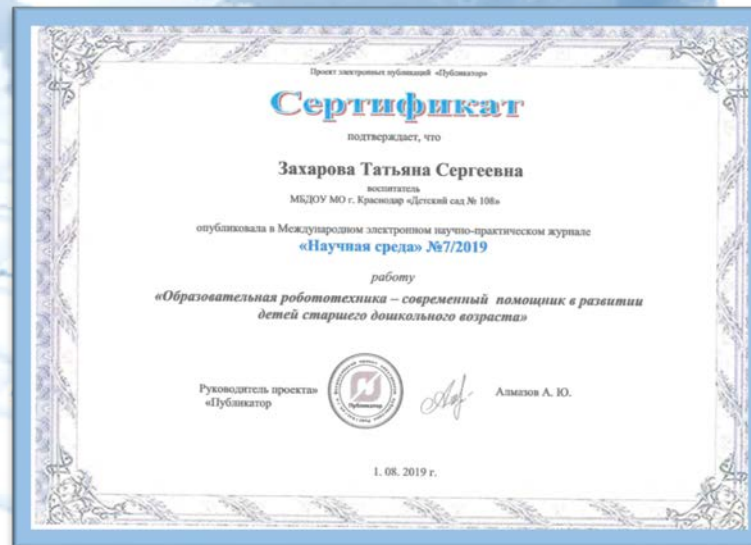 Проект электронных публикаций «Публикатор»
Сертификат
подтверждает, что
Захарова Татьяна Сергеевна
воспитатель
МБДОУ МО г. Краснодар «Детский сад № 108»
опубликовала в Международном электронном научно-практическом журнале
«Научная среда» №7/2019
работу
«Образовательная робототехника – современный помощник в развитии
детей старшего дошкольного возраста»
Руководитель проекта»
«Публикатор
Публикатор
Алмазов А. Ю.
1. 08. 2019 г.